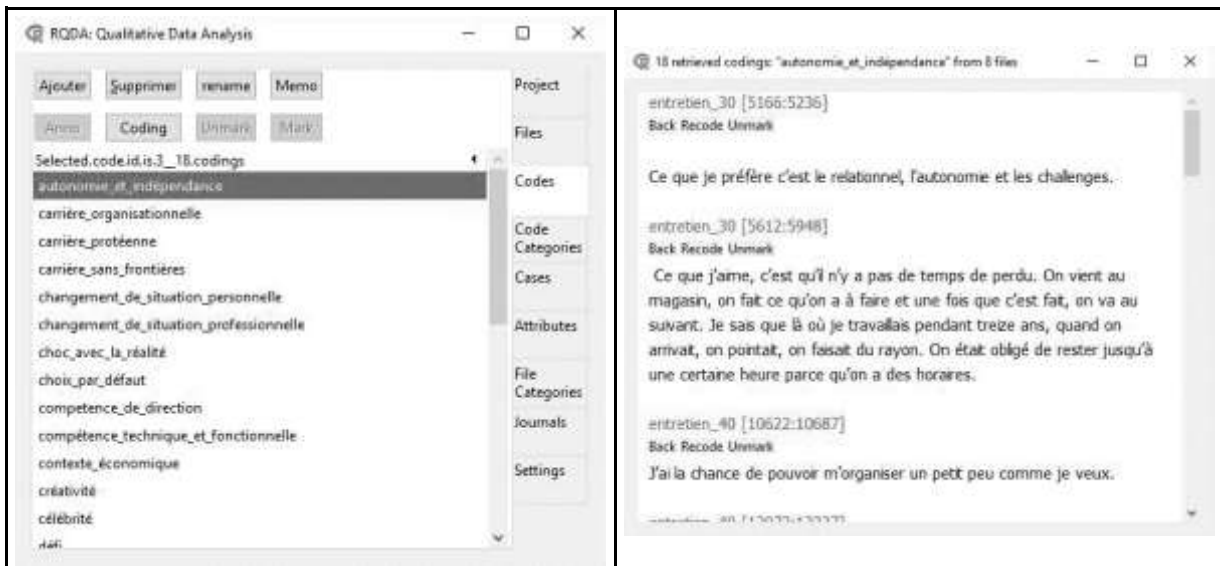 RQDA: Qualitative Data Analysis
Ajouter Supprimer rename Memo
Anno Coding Unmark Mark
Selected.code.id.is.3__18.codings
autonomie_et_indépendance
carrière_organisationnelle
carrière_protéenne
carrière_sans_frontières
changement_de_situation_personnelle
changement_de_situation_professionnelle
choc_avec_la_réalité
choix_par_défaut
competence_de_direction
compétence_technique_et_fonctionnelle
contexte_économique
créativité
célébrité
défi
Project
Files
Codes
Code
Categories
Cases
Attributes
File
Categories
Journals
Settings
18 retrieved codings: "autonomie_et_indépendance" from 8 files
entretien_30 [5166:5236]
Back Recode Unmark
Ce que je préfère c'est le relationnel, l'autonomie et les challenges.
entretien_30 [5612:5948]
Back Recode Unmark
Ce que j'aime, c'est qu'il n'y a pas de temps de perdu. On vient au
magasin, on fait ce qu'on a à faire et une fois que c'est fait, on va au
suivant. Je sais que là où je travaillais pendant treize ans, quand on
arrivait, on pointait, on faisait du rayon. On était obligé de rester jusqu'à
une certaine heure parce qu'on a des horaires.
entretien_40 [10622:10687]
Back Recode Unmark
J'ai la chance de pouvoir m'organiser un petit peu comme je veux.